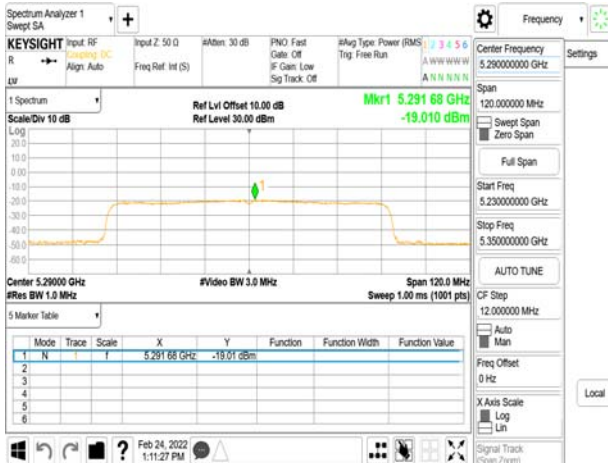 Spectrum Analyzer 1
Swept SA
Frequency
KEYSIGHT
R
Input: RF
Coupling: DC
Align: Auto
Input Z: 50 Ω
Freq Ref: Int (S)
#Atten: 30 dB
PNO: Fast
Gate: Off
IF Gain: Low
Sig Track: Off
#Avg Type: Power (RMS
Trig: Free Run
1 2 3 4 5 6
A W W W W W
A N N N N N
Center Frequency
5.290000000 GHz
Settings
Span
120.000000 MHz
Swept Span
Zero Span
Full Span
Start Freq
5.230000000 GHz
Stop Freq
5.350000000 GHz
AUTO TUNE
CF Step
12.000000 MHz
Auto
Man
Freq Offset
0 Hz
X Axis Scale
Log
Lin
Signal Track
(Span Zoom)
Local
1 Spectrum
Scale/Div 10 dB
Ref Lvl Offset 10.00 dB
Ref Level 30.00 dBm
Mkr1 5.291 68 GHz
-19.010 dBm
Log
20.0
10.0
0.00
-10.0
-20.0
-30.0
-40.0
-50.0
-60.0
1
Center 5.29000 GHz
#Res BW 1.0 MHz
#Video BW 3.0 MHz
Span 120.0 MHz
Sweep 1.00 ms (1001 pts)
5 Marker Table
Mode Trace Scale X Y Function Function Width Function Value
1 N 1 f 5.291 68 GHz -19.01 dBm
2
3
4
5
6
Feb 24, 2022
1:11:27 PM